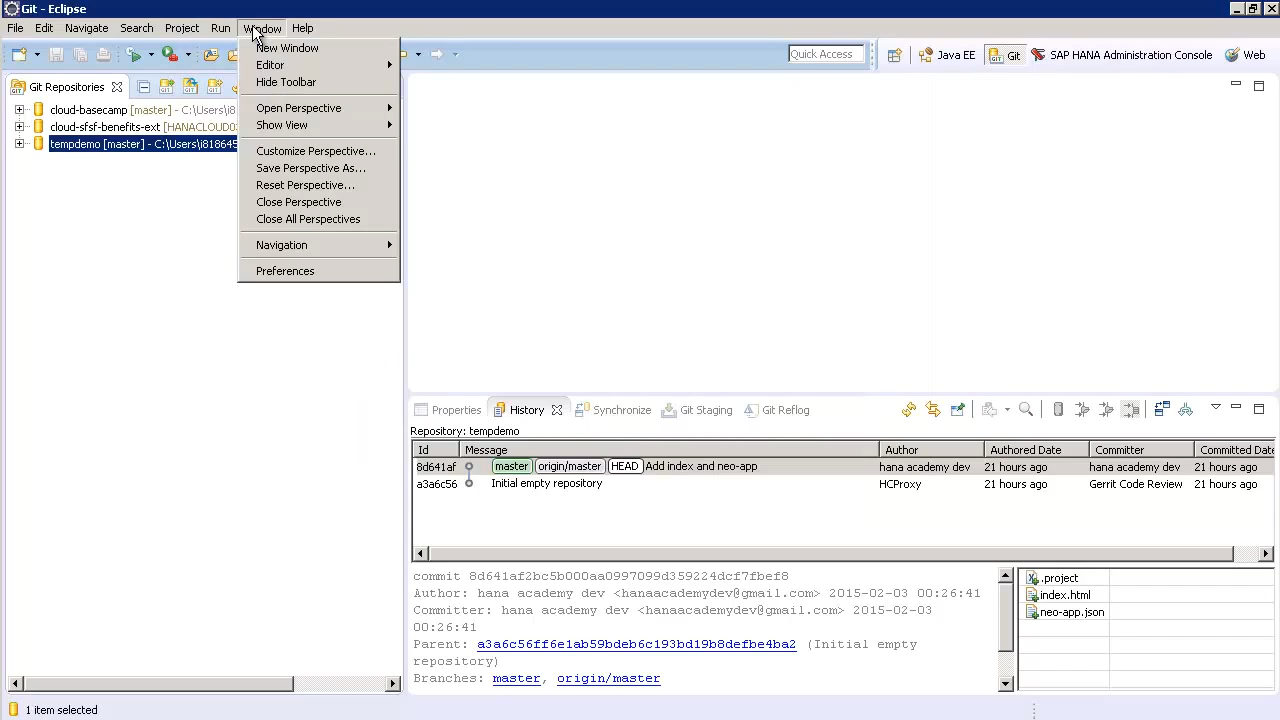 Git - Eclipse
File Edit Navigate Search Project Run Window Help
Quick Access
Java EE Git SAP HANA Administration Console Web
Git Repositories
cloud-basecamp [master] - C:\Users\i8
cloud-sfsf-benefits-ext [HANACLOUD03
tempdemo [master] - C:\Users\i818645
New Window
Editor
Hide Toolbar
Open Perspective
Show View
Customize Perspective...
Save Perspective As...
Reset Perspective...
Close Perspective
Close All Perspectives
Navigation
Preferences
Properties History Synchronize Git Staging Git Reflog
Repository: tempdemo
Id Message Author Authored Date Committer Committed Date
8d641af master origin/master HEAD Add index and neo-app hana academy dev 21 hours ago hana academy dev 21 hours ago
a3a6c56 Initial empty repository HCProxy 21 hours ago Gerrit Code Review 21 hours ago
commit 8d641af2bc5b000aa0997099d359224dcf7fbef8
Author: hana academy dev <hanaacademydev@gmail.com> 2015-02-03 00:26:41
Committer: hana academy dev <hanaacademydev@gmail.com> 2015-02-03
00:26:41
Parent: a3a6c56ff6e1ab59bdeb6c193bd19b8defbe4ba2 (Initial empty
repository)
Branches: master, origin/master
.project
index.html
neo-app.json
1 item selected